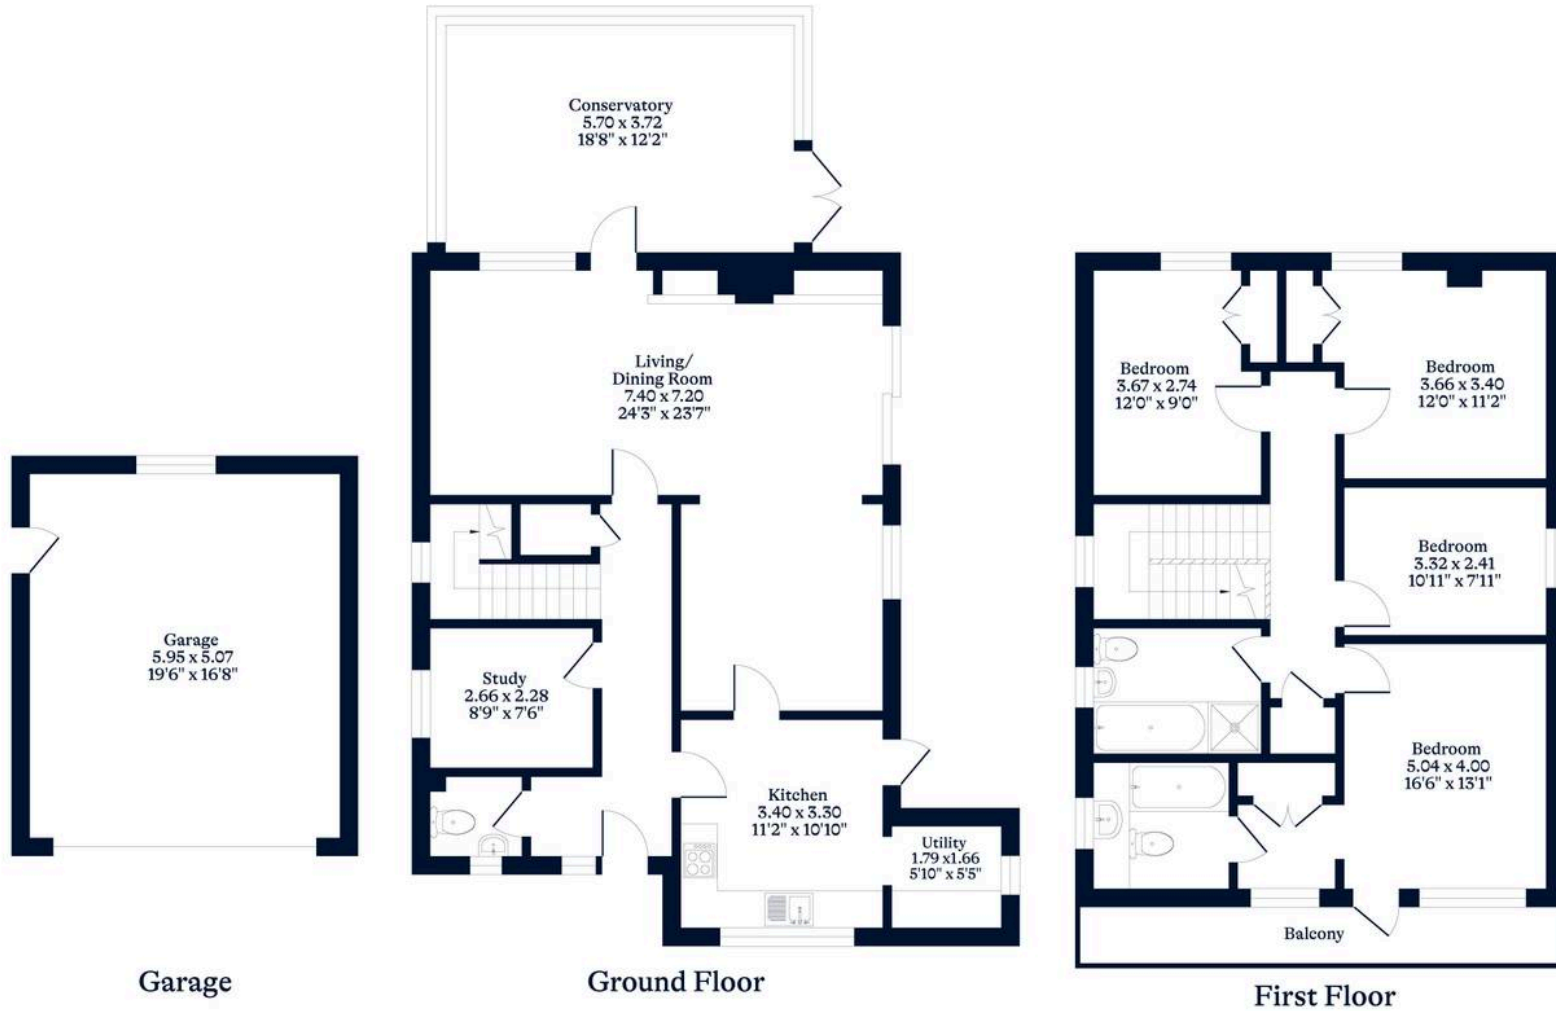 Conservatory
5.70 x 3.72
18'8" x 12'2"
Living/
Dining Room
7.40 x 7.20
24'3" x 23'7"
Garage
5.95 x 5.07
19'6" x 16'8"
Study
2.66 x 2.28
8'9" x 7'6"
Kitchen
3.40 x 3.30
11'2" x 10'10"
Utility
1.79 x1.66
5'10" x 5'5"
Bedroom
3.67 x 2.74
12'0" x 9'0"
Bedroom
3.66 x 3.40
12'0" x 11'2"
Bedroom
3.32 x 2.41
10'11" x 7'11"
Bedroom
5.04 x 4.00
16'6" x 13'1"
Balcony
Garage
Ground Floor
First Floor